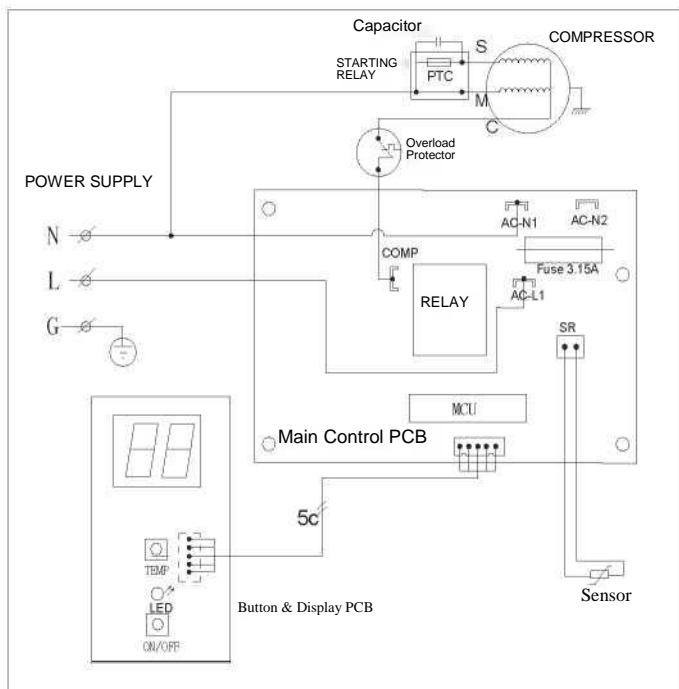 Capacitor
S
COMPRESSOR
STARTING
RELAY
PTC
M
C
Overload
Protector
POWER SUPPLY
N
AC-N1
AC-N2
COMP
Fuse 3.15A
L
RELAY
AC-L1
G
SR
MCU
Main Control PCB
88
5c
TEMP
LED
Button & Display PCB
Sensor
ON/OFF